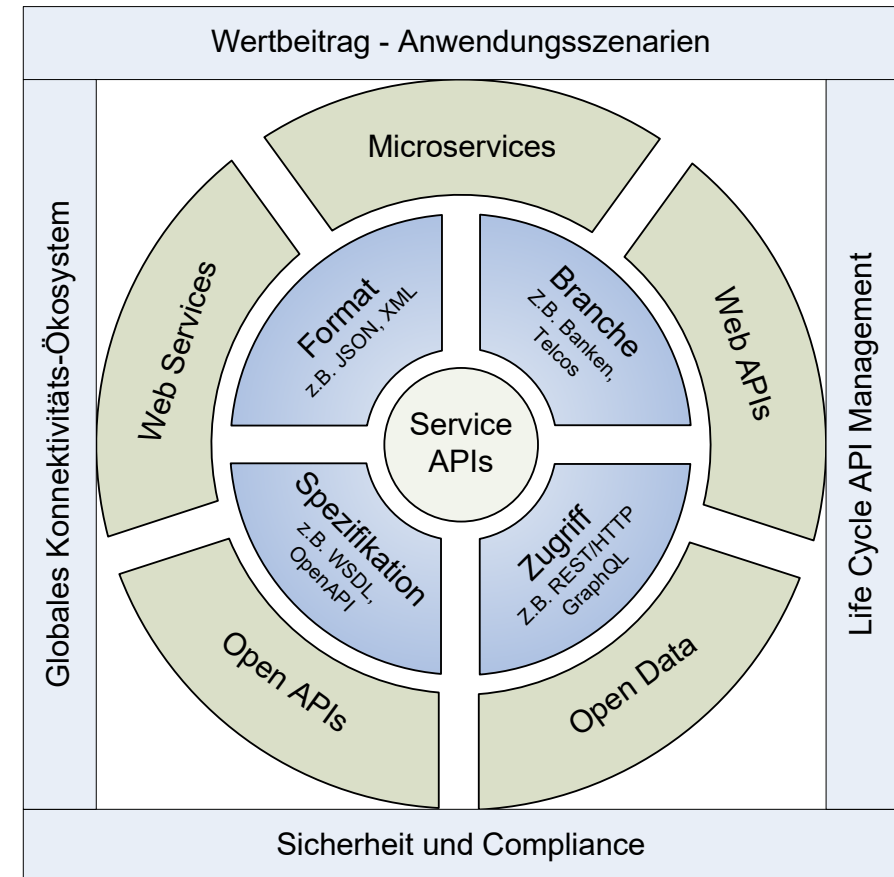 Wertbeitrag - Anwendungsszenarien
Globales Konnektivitäts-Ökosystem
Life Cycle API Management
Microservices
Web Services
Web APIs
Format
z.B. JSON, XML
Branche
Z.B. Banken,
Telcos
Service
APIs
Spezifikation
z.B. WSDL,
OpenAPI
Zugriff
Z.B. REST/HTTP
GraphQL
Open APIs
Open Data
Sicherheit und Compliance